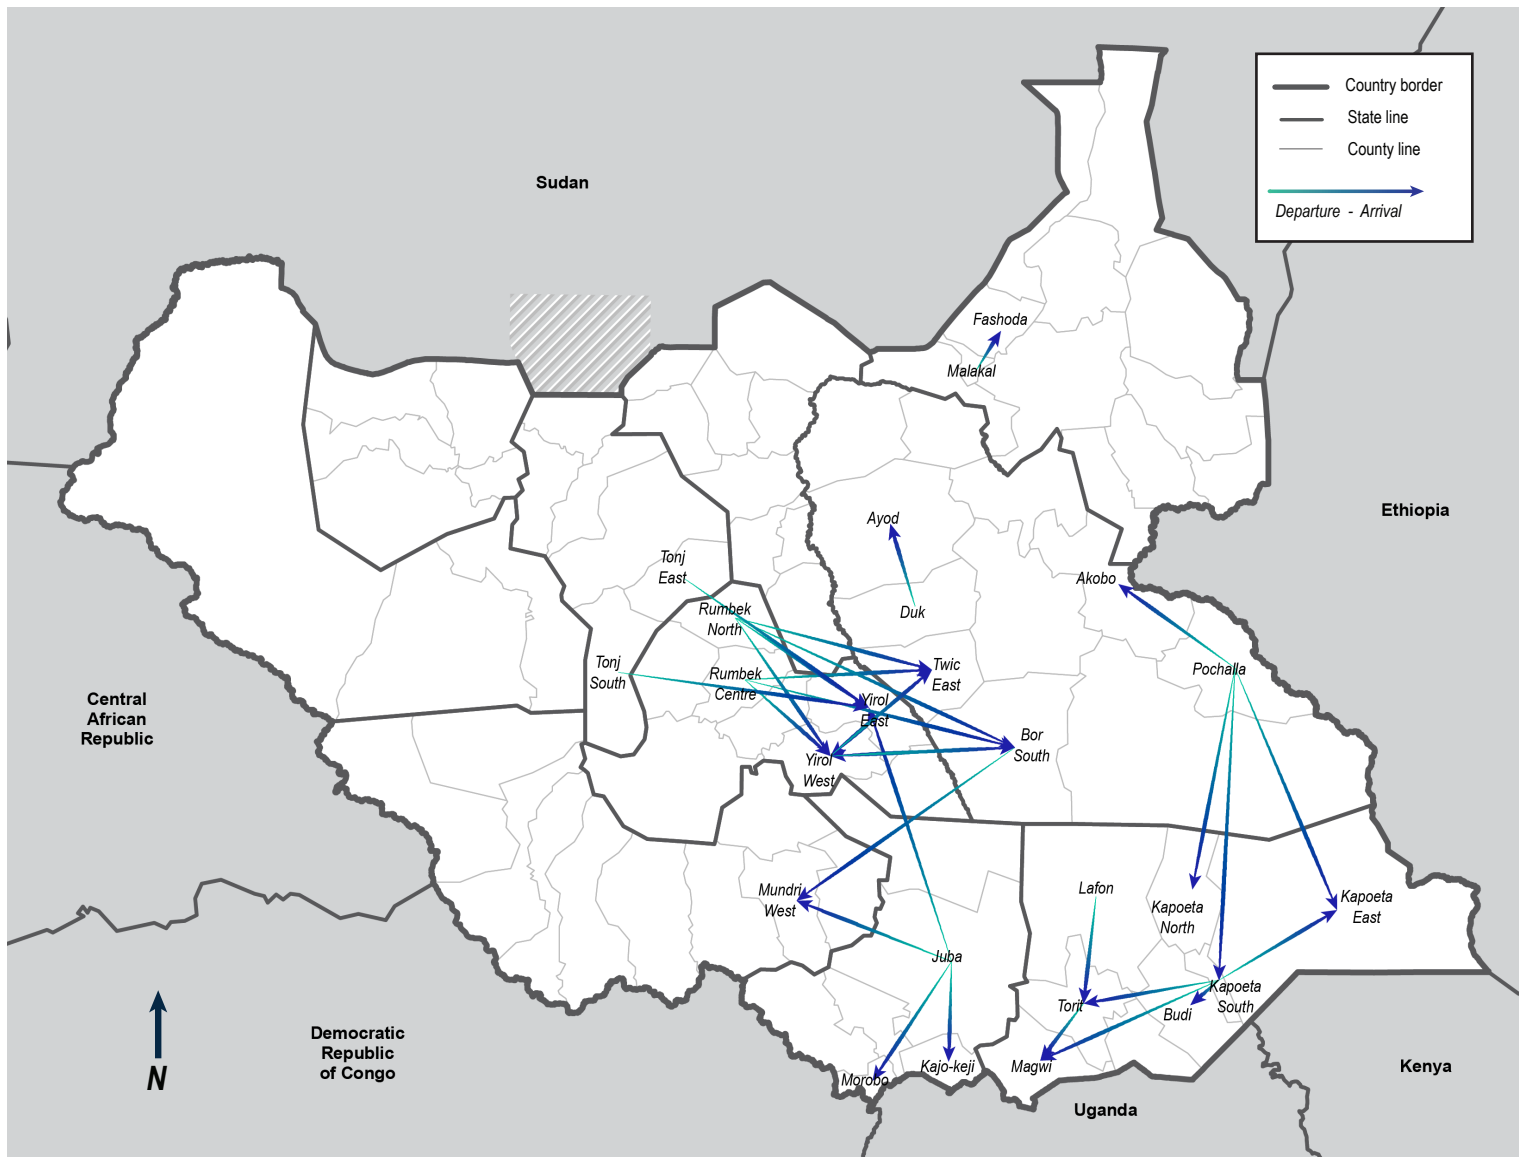 Country border
State line
County line
Departure - Arrival
Sudan
Fashoda
Malakal
Ethiopia
Ayod
Tonj
East
Akobo
Rumbek
North
Duk
Tonj
South
Rumbek
Centre
Twic
East
Pochalla
Yirol
East
Central
African
Republic
Bor
South
Yirol
West
Mundri
West
Lafon
Kapoeta
North
Kapoeta
East
Juba
Kapoeta
South
Torit
Budi
N
Democratic
Republic
of Congo
Morobo
Kajo-keji
Magwi
Kenya
Uganda